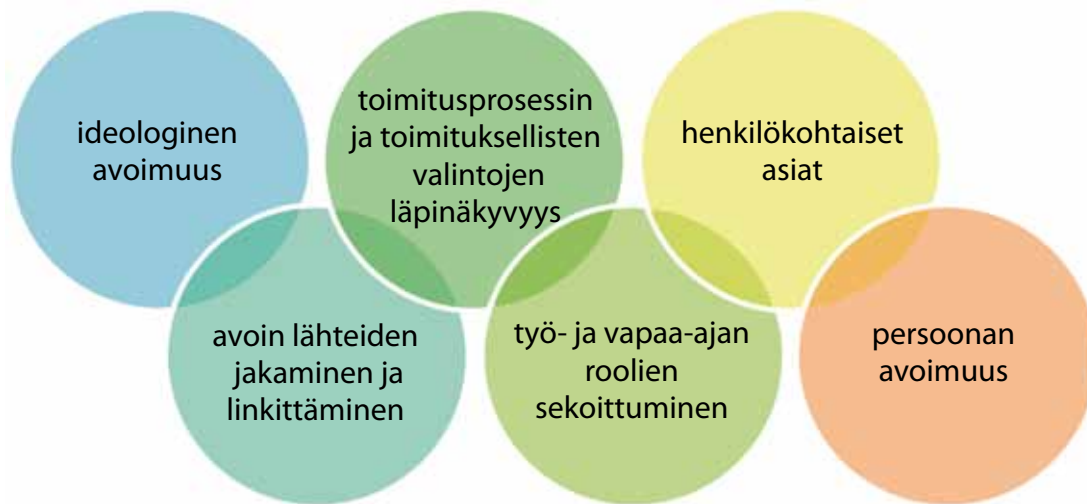 ideologinen
avoimuus
toimitusprosessin
ja toimituksellisten
valintojen
läpinäkyvyys
henkilökohtaiset
asiat
avoin lähteiden
jakaminen ja
linkittäminen
työ- ja vapaa-ajan
roolien
sekoittuminen
persoonan
avoimuus